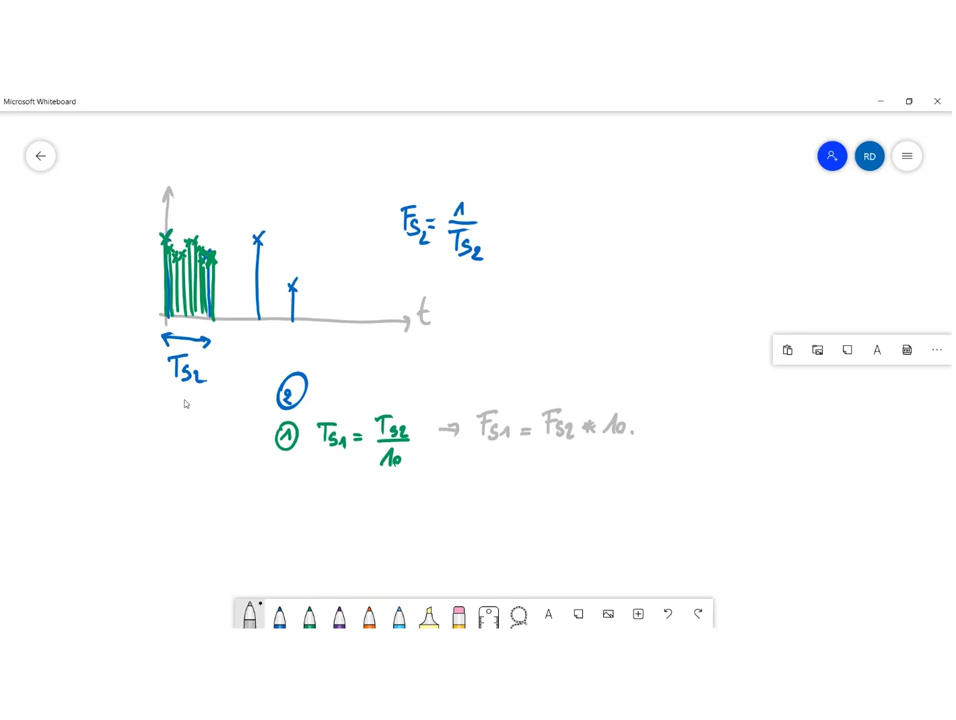 Microsoft Whiteboard
RD
Fs2 = 1/Ts2
t
Ts2
2
1 Ts1 = Ts2/10 → Fs1 = Fs2 * 10.
A
A